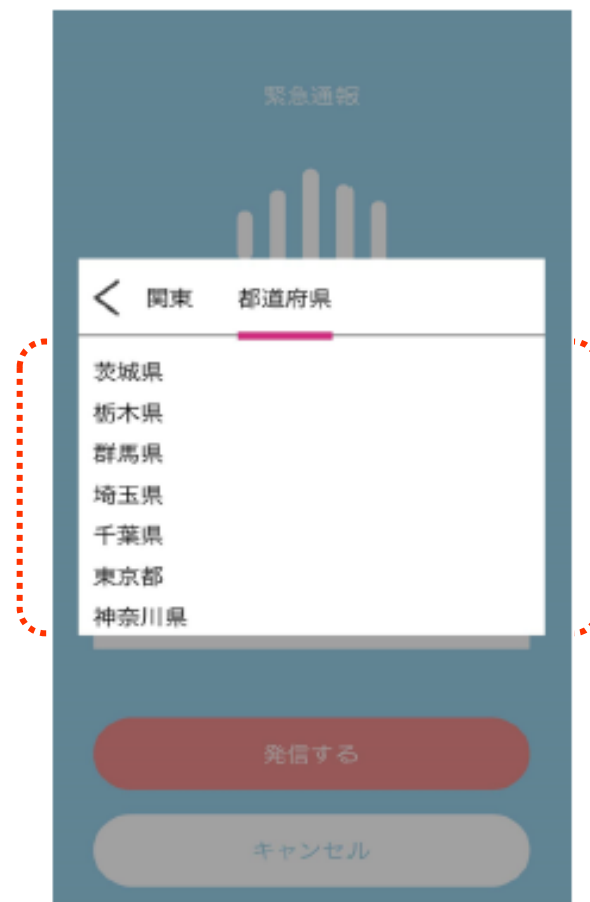 緊急通報
関東 都道府県
茨城県
栃木県
群馬県
埼玉県
千葉県
東京都
神奈川県
発信する
キャンセル